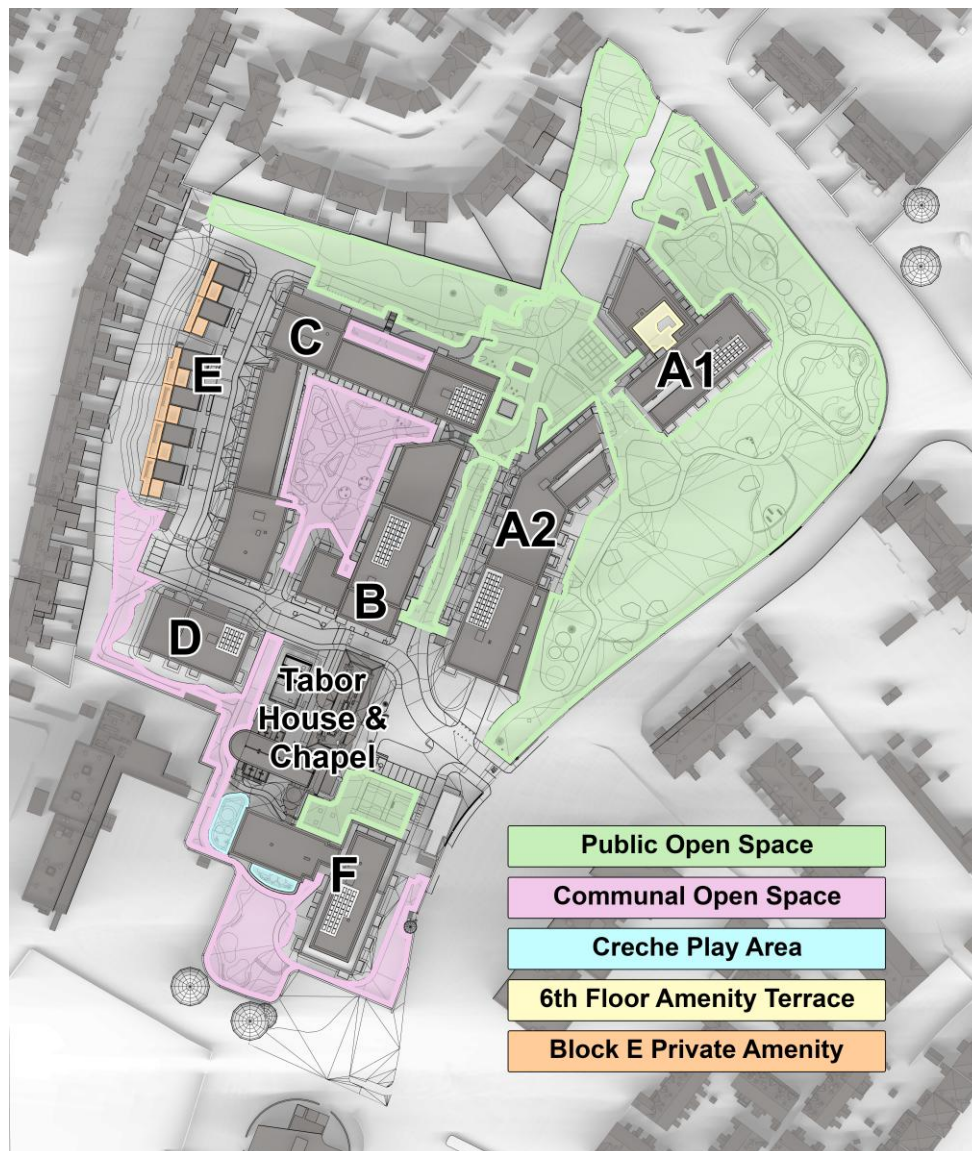 C
E
A1
A2
B
D
Tabor
House &
Chapel
F
Public Open Space
Communal Open Space
Creche Play Area
6th Floor Amenity Terrace
Block E Private Amenity